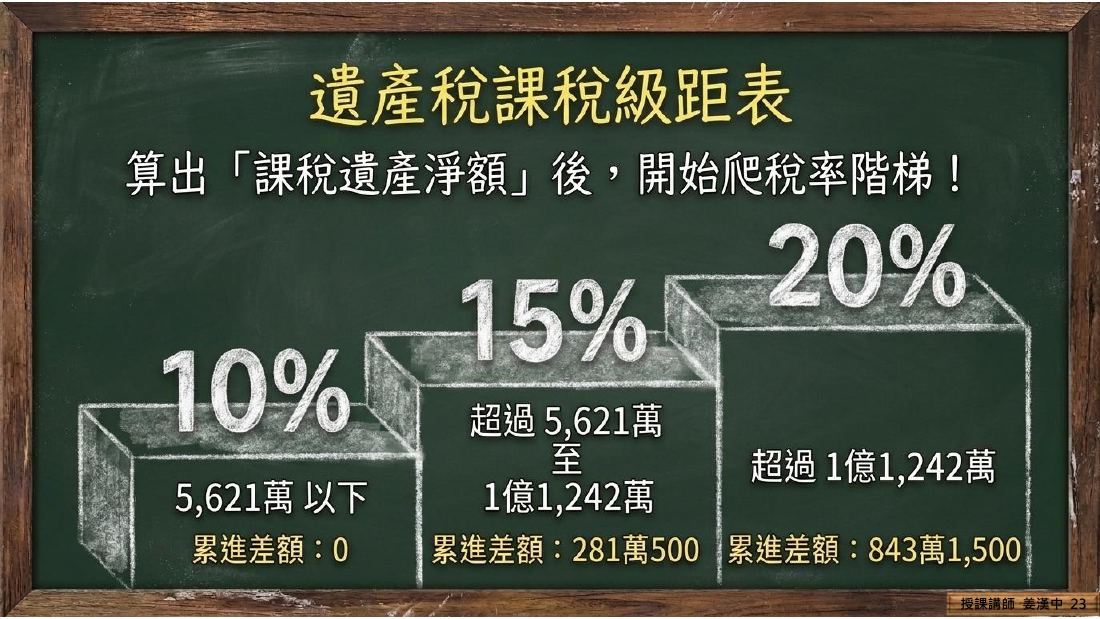 遺產稅課稅級距表
算出「課稅遺產淨額」後，開始爬稅率階梯！
10%
5,621萬 以下
累進差額：0
15%
超過 5,621萬
至
1億1,242萬
累進差額：281萬500
20%
超過 1億1,242萬
累進差額：843萬1,500
授課講師 姜漢中 23